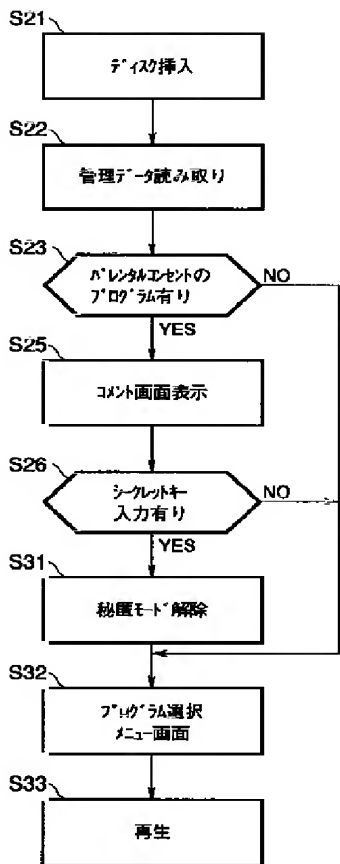 S21
ディスク挿入
S22
管理データ読み取り
S23
パレンタルコンセントの
プログラム有り
NO
YES
S25
コメント画面表示
S26
シークレットキー
入力有り
NO
YES
S31
秘匿モード解除
S32
プログラム選択
メニュー画面
S33
再生